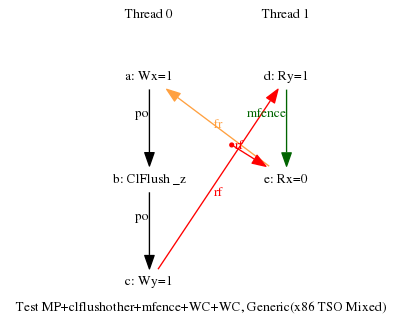 Thread 0
Thread 1
a: Wx=1
d: Ry=1
po
mfence
fr
rf
b: ClFlush _z
e: Rx=0
rf
po
c: Wy=1
Test MP+clflushother+mfence+WC+WC, Generic(x86 TSO Mixed)